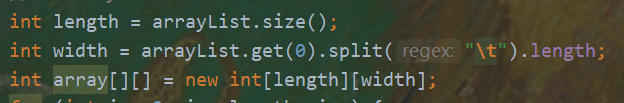 int length = arrayList.size();
int width = arrayList.get(0).split( regex: "\t").length;
int array[][] = new int[length][width];